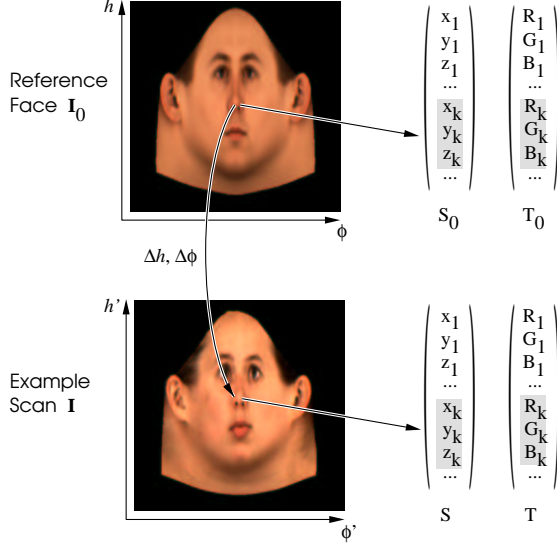 h
Reference
Face I0
ϕ
x1
y1
z1
...
xk
yk
zk
...
S0
R1
G1
B1
...
Rk
Gk
Bk
...
T0
Δh, Δϕ
h'
Example
Scan I
ϕ'
x1
y1
z1
...
xk
yk
zk
...
S
R1
G1
B1
...
Rk
Gk
Bk
...
T